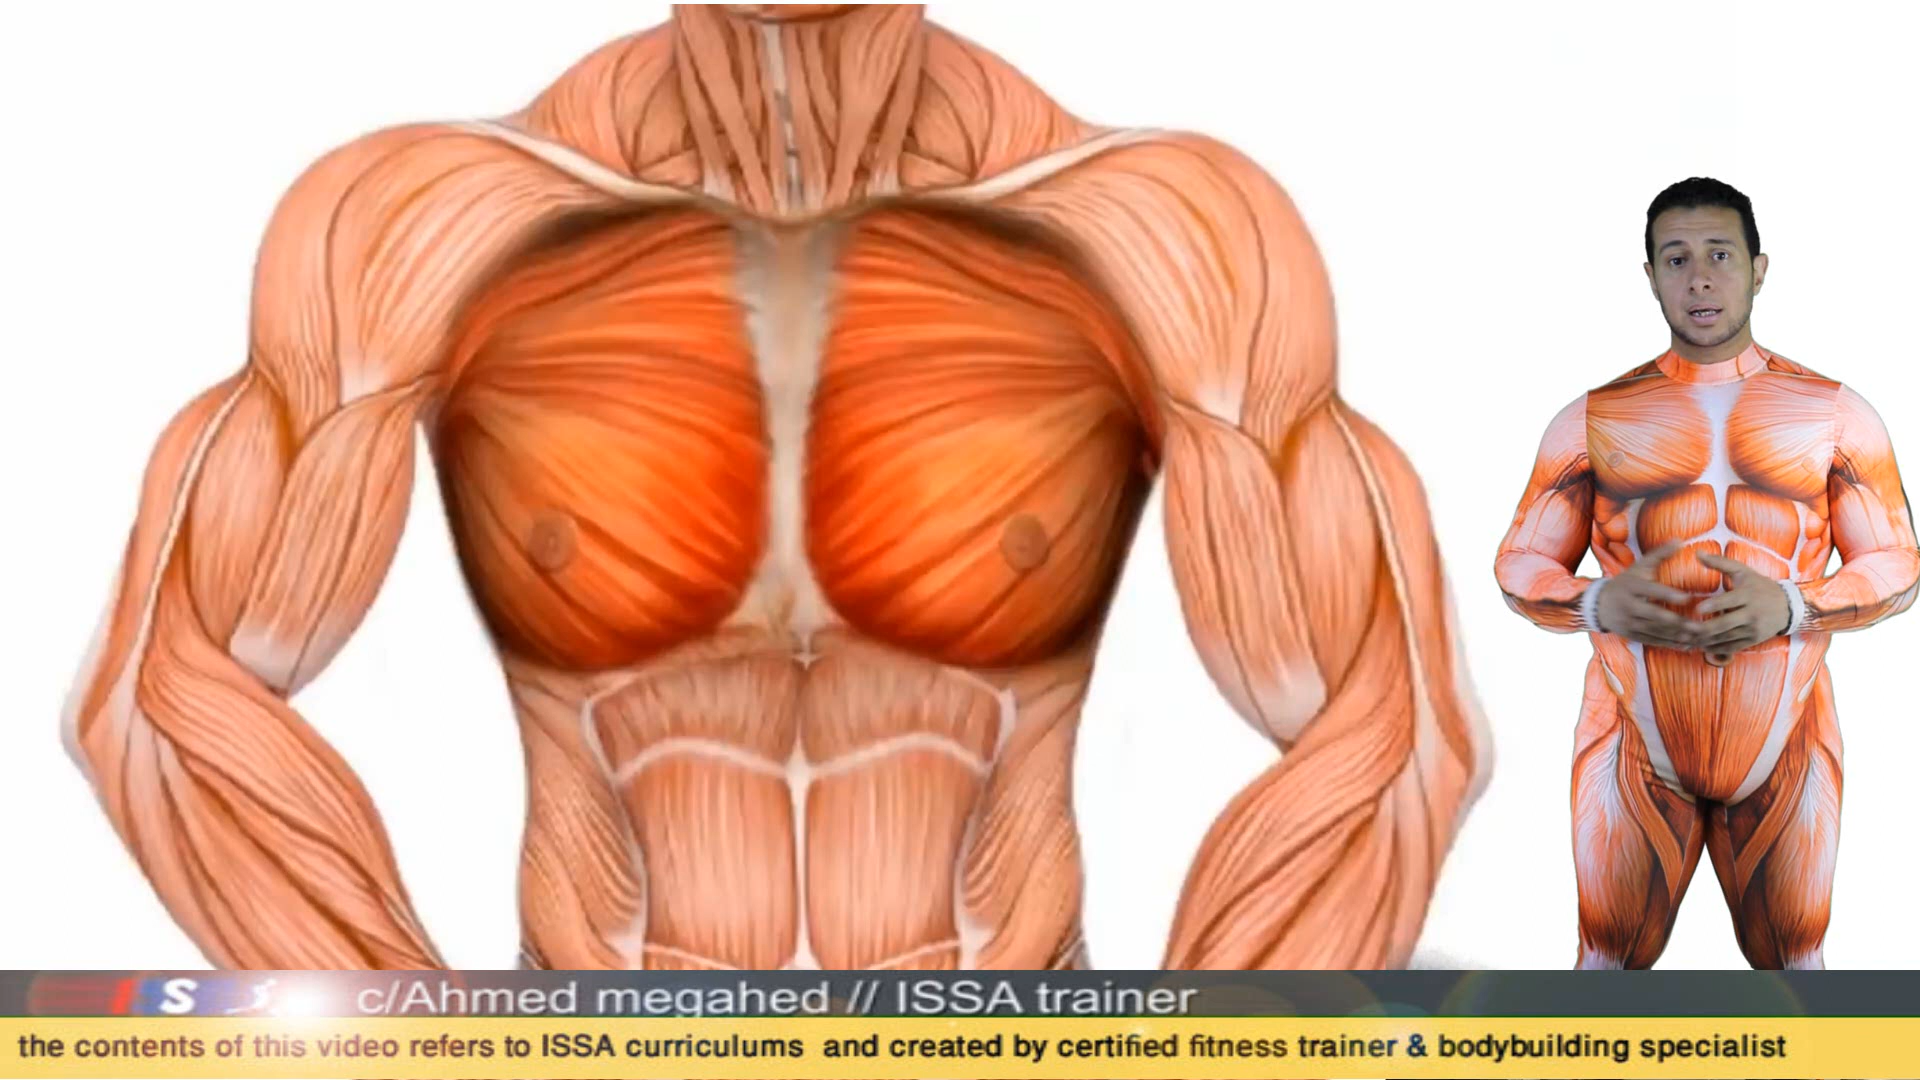 S c/Ahmed megahed // ISSA trainer
the contents of this video refers to ISSA curriculums and created by certified fitness trainer & bodybuilding specialist